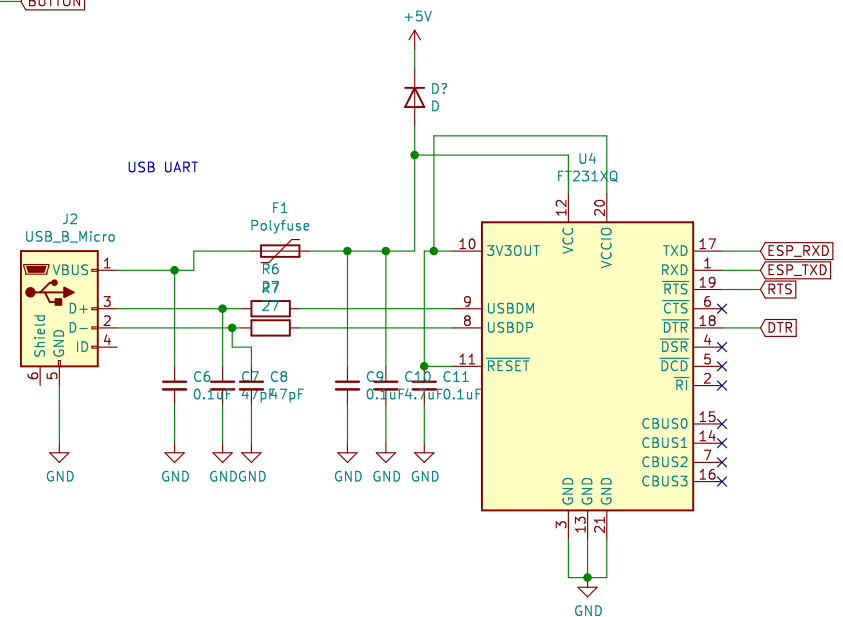 BUTTON
+5V
D?
D
USB UART
U4
FT231XQ
J2
USB_B_Micro
F1
Polyfuse
R6
27
R7
27
VBUS
1
D+
3
D-
2
ID
4
Shield
GND
6
5
10
3V3OUT
9
USBDM
8
USBDP
11
RESET
12
VCC
20
VCCIO
TXD
17
ESP_RXD
RXD
1
ESP_TXD
RTS
19
RTS
CTS
6
DTR
18
DTR
DSR
4
DCD
5
RI
2
CBUS0
15
CBUS1
14
CBUS2
7
CBUS3
16
C6
0.1uF
C7
47pF
C8
47pF
C9
0.1uF
C10
4.7uF
C11
0.1uF
GND
GND
GND
GND
GND
GND
GND
GND
GND
GND
3
13
21
GND